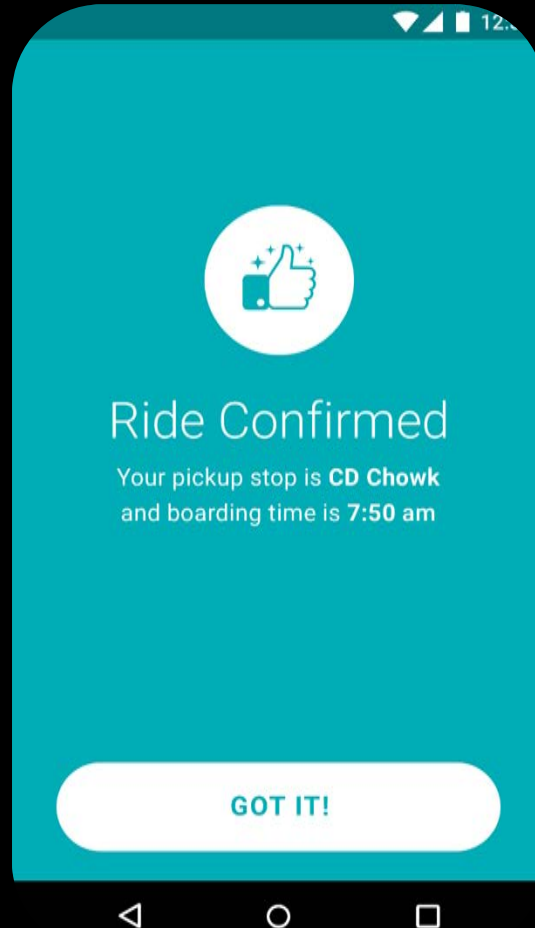 Ride Confirmed
Your pickup stop is CD Chowk
and boarding time is 7:50 am
GOT IT!